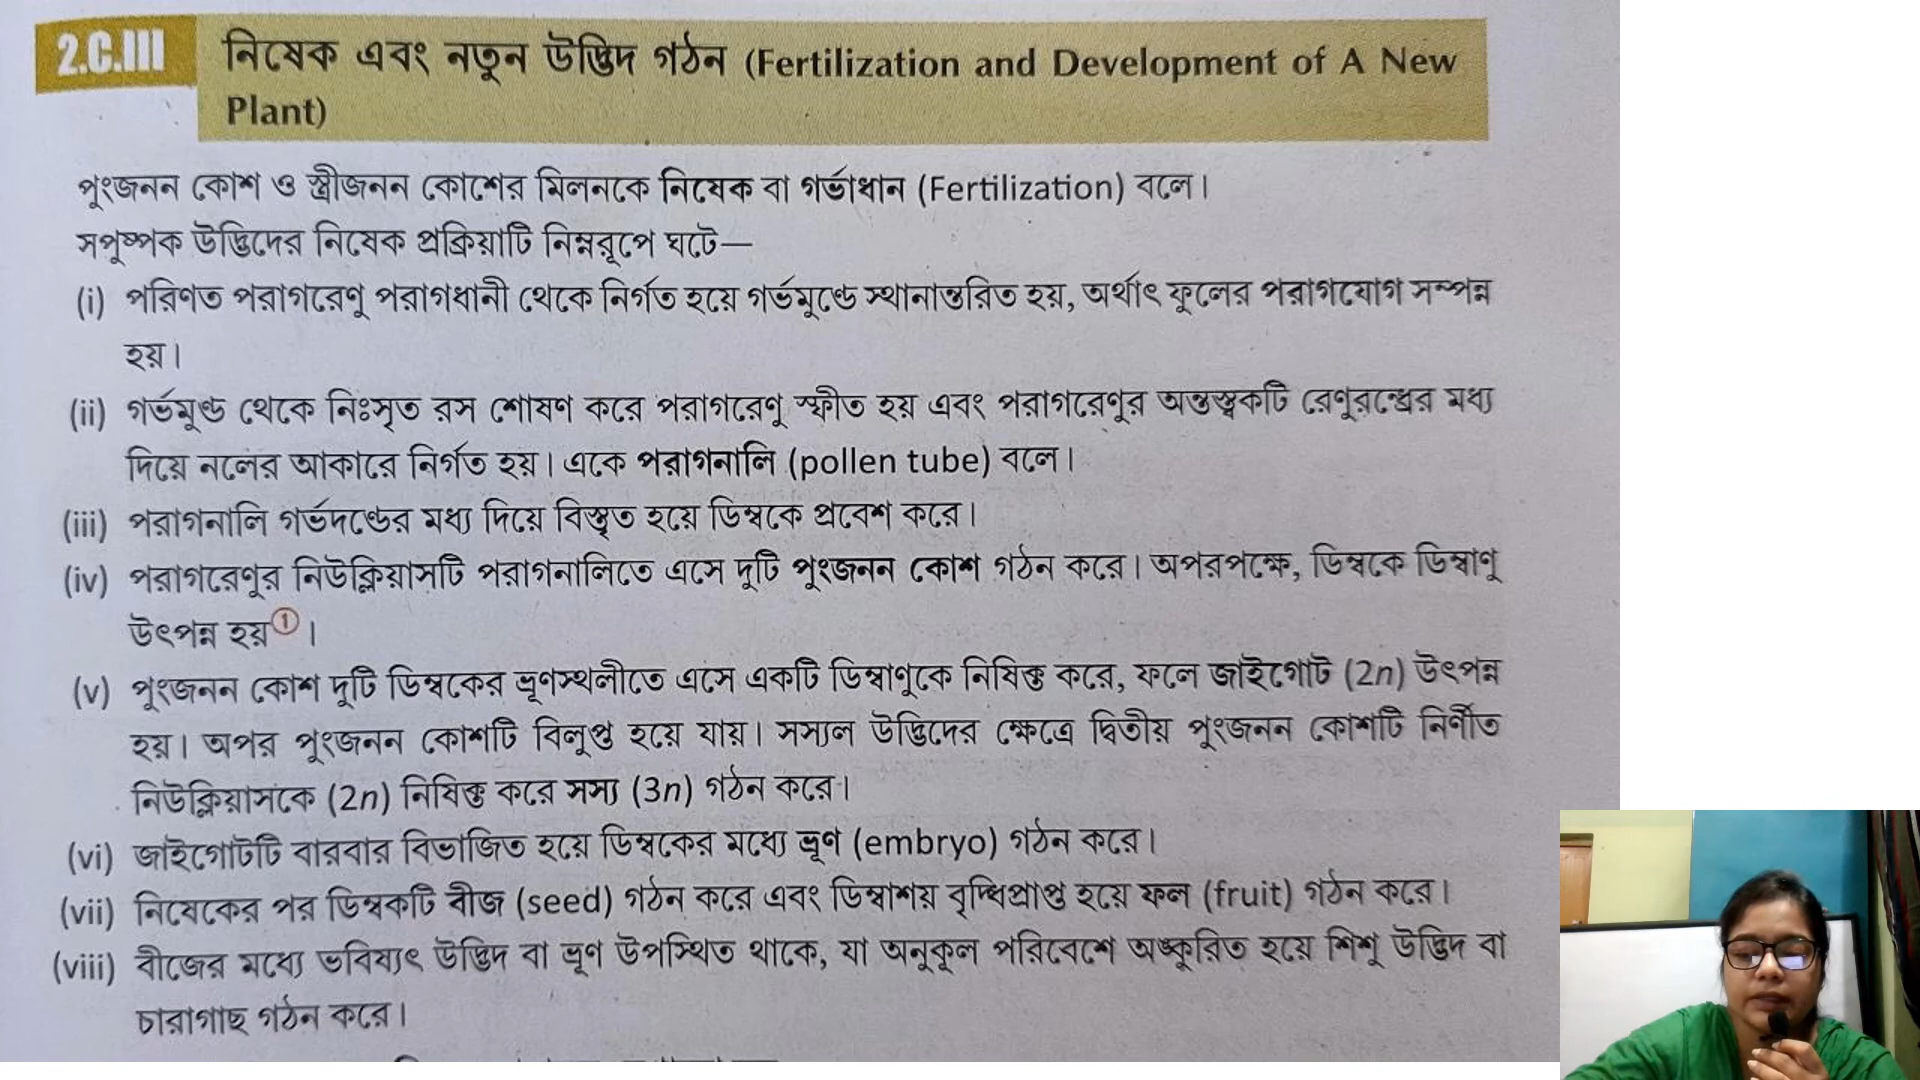 2.C.III নিষেক এবং নতুন উদ্ভিদ গঠন (Fertilization and Development of A New
Plant)
পুংজনন কোশ ও স্ত্রীজনন কোশের মিলনকে নিষেক বা গর্ভাধান (Fertilization) বলে।
সপুষ্পক উদ্ভিদের নিষেক প্রক্রিয়াটি নিম্নরূপে ঘটে—
(i) পরিণত পরাগরেণু পরাগধানী থেকে নির্গত হয়ে গর্ভমুণ্ডে স্থানান্তরিত হয়, অর্থাৎ ফুলের পরাগযোগ সম্পন্ন
হয়।
(ii) গর্ভমুণ্ড থেকে নিঃসৃত রস শোষণ করে পরাগরেণু স্ফীত হয় এবং পরাগরেণুর অন্তস্ত্বকটি রেণুরন্ধ্রের মধ্য
দিয়ে নলের আকারে নির্গত হয়। একে পরাগনালি (pollen tube) বলে।
(iii) পরাগনালি গর্ভদণ্ডের মধ্য দিয়ে বিস্তৃত হয়ে ডিম্বকে প্রবেশ করে।
(iv) পরাগরেণুর নিউক্লিয়াসটি পরাগনালিতে এসে দুটি পুংজনন কোশ গঠন করে। অপরপক্ষে, ডিম্বকে ডিম্বাণু
উৎপন্ন হয়①।
(v) পুংজনন কোশ দুটি ডিম্বকের ভ্রূণস্থলীতে এসে একটি ডিম্বাণুকে নিষিক্ত করে, ফলে জাইগোট (2n) উৎপন্ন
হয়। অপর পুংজনন কোশটি বিলুপ্ত হয়ে যায়। সস্যল উদ্ভিদের ক্ষেত্রে দ্বিতীয় পুংজনন কোশটি নির্ণীত
নিউক্লিয়াসকে (2n) নিষিক্ত করে সস্য (3n) গঠন করে।
(vi) জাইগোটটি বারবার বিভাজিত হয়ে ডিম্বকের মধ্যে ভ্রূণ (embryo) গঠন করে।
(vii) নিষেকের পর ডিম্বকটি বীজ (seed) গঠন করে এবং ডিম্বাশয় বৃদ্ধিপ্রাপ্ত হয়ে ফল (fruit) গঠন করে।
(viii) বীজের মধ্যে ভবিষ্যৎ উদ্ভিদ বা ভ্রূণ উপস্থিত থাকে, যা অনুকূল পরিবেশে অঙ্কুরিত হয়ে শিশু উদ্ভিদ বা
চারাগাছ গঠন করে।